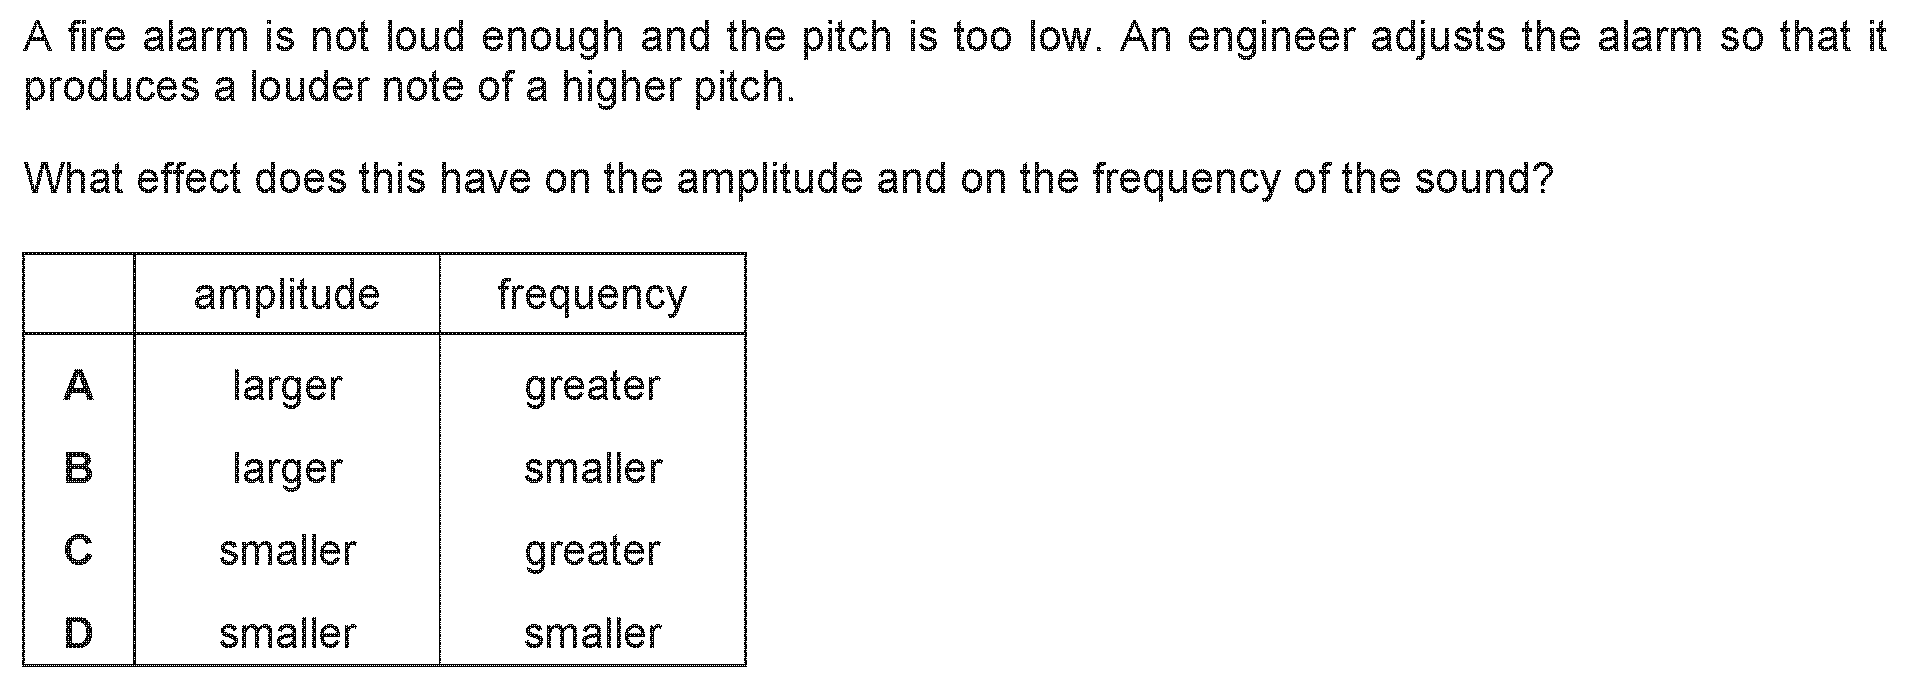 A fire alarm is not loud enough and the pitch is too low. An engineer adjusts the alarm so that it
produces a louder note of a higher pitch.
What effect does this have on the amplitude and on the frequency of the sound?
amplitude frequency
A larger greater
B larger smaller
C smaller greater
D smaller smaller